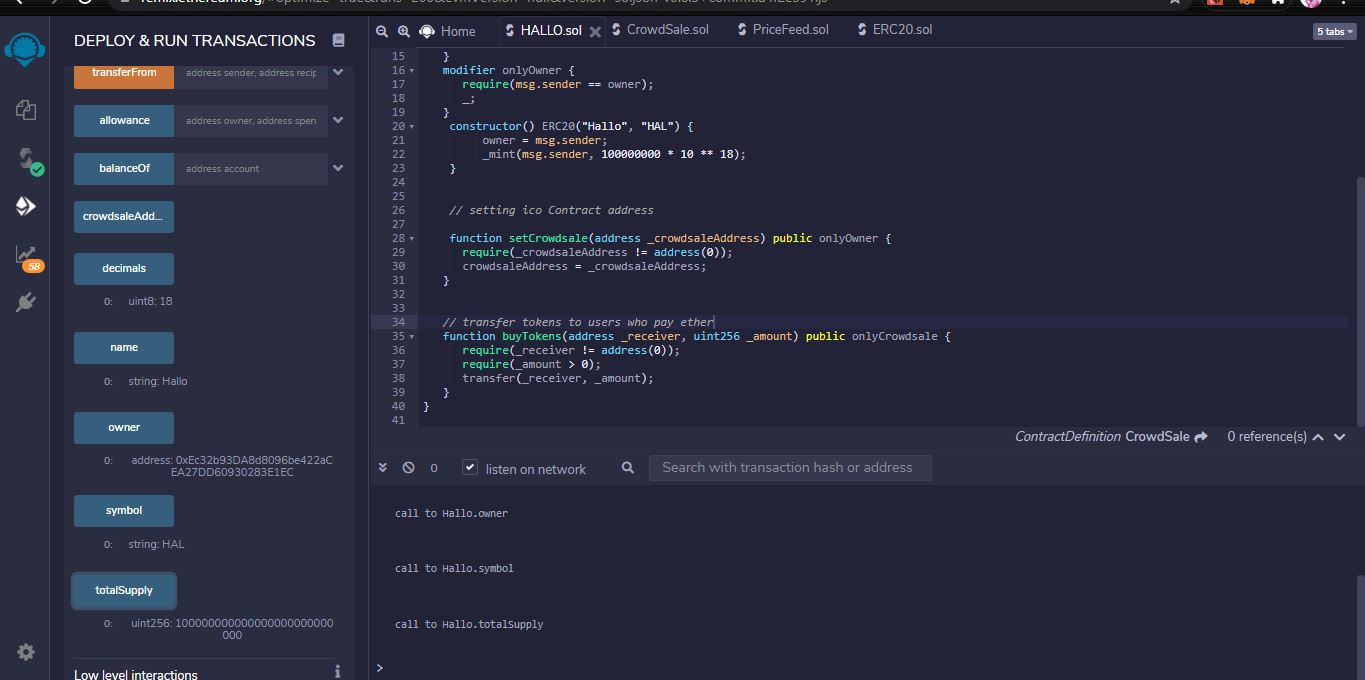 DEPLOY & RUN TRANSACTIONS
transferFrom address sender, address recip
allowance address owner, address spen
balanceOf address account
crowdsaleAdd...
decimals
0: uint8: 18
name
0: string: Hallo
owner
0: address: 0xEc32b93DA8d8096be422aC
EA27DD60930283E1EC
symbol
0: string: HAL
totalSupply
0: uint256: 
Low level interactions
58
Home
HALLO.sol
CrowdSale.sol
PriceFeed.sol
ERC20.sol
5 tabs
15 }
16 modifier onlyOwner {
17 require(msg.sender == owner);
18 _;
19 }
20 constructor() ERC20("Hallo", "HAL") {
21 owner = msg.sender;
22 _mint(msg.sender, 100000000 * 10 ** 18);
23 }
24
25
26 // setting ico Contract address
27
28 function setCrowdsale(address _crowdsaleAddress) public onlyOwner {
29 require(_crowdsaleAddress != address(0));
30 crowdsaleAddress = _crowdsaleAddress;
31 }
32
33
34 // transfer tokens to users who pay ether
35 function buyTokens(address _receiver, uint256 _amount) public onlyCrowdsale {
36 require(_receiver != address(0));
37 require(_amount > 0);
38 transfer(_receiver, _amount);
39 }
40 }
41
ContractDefinition CrowdSale 0 reference(s)
0 listen on network Search with transaction hash or address
call to Hallo.owner
call to Hallo.symbol
call to Hallo.totalSupply
>